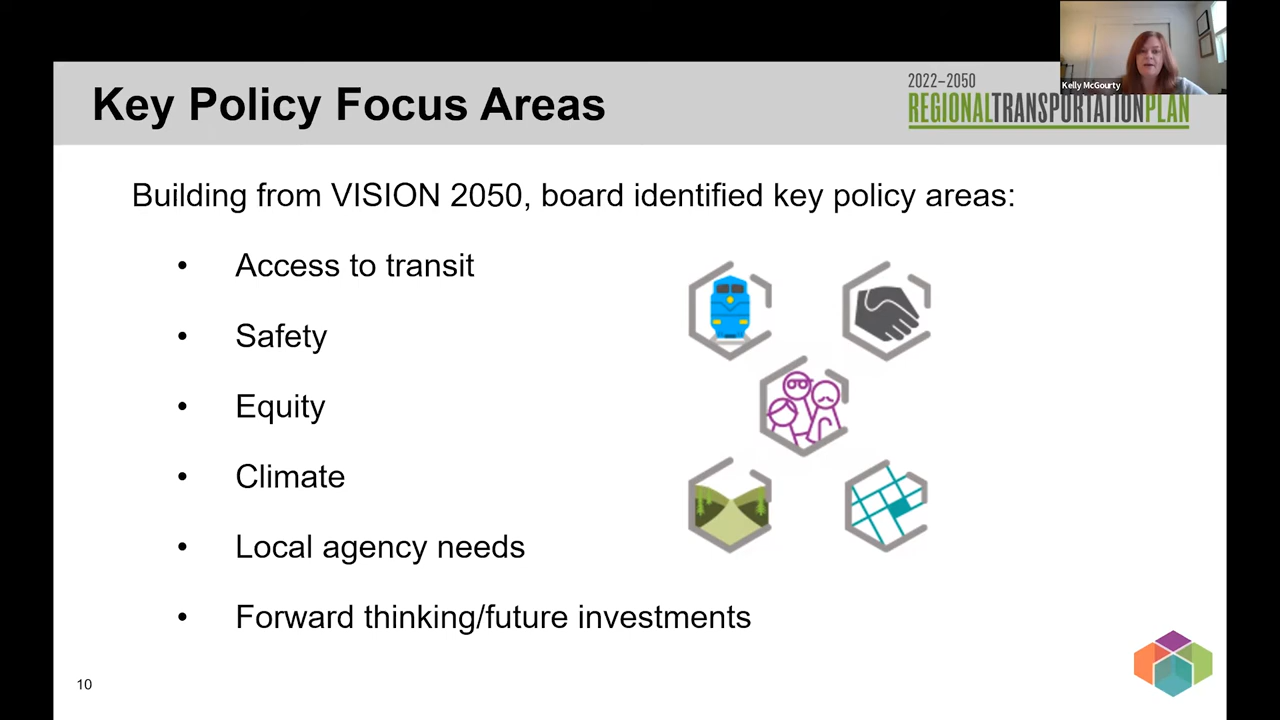 Kelly McGourty
2022–2050
REGIONALTRANSPORTATIONPLAN
Key Policy Focus Areas
Building from VISION 2050, board identified key policy areas:
• Access to transit
• Safety
• Equity
• Climate
• Local agency needs
• Forward thinking/future investments
10